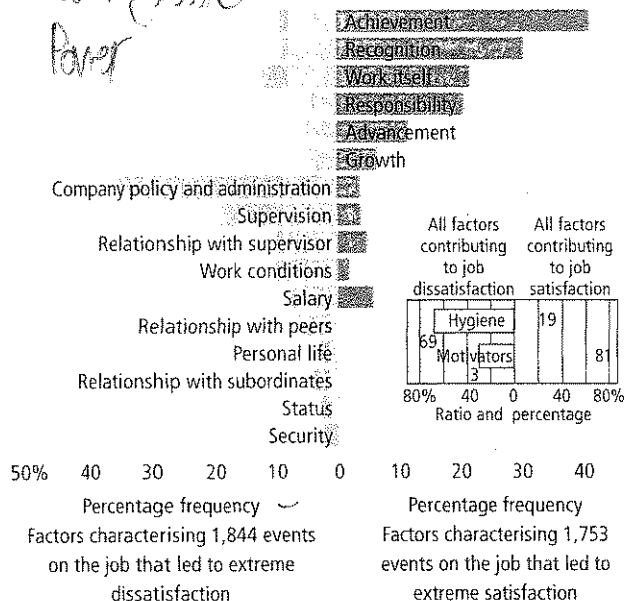 Power
Achievement
Recognition
Work itself
Responsibility
Advancement
Growth
Company policy and administration
Supervision
Relationship with supervisor
Work conditions
Salary
Relationship with peers
Personal life
Relationship with subordinates
Status
Security
All factors contributing to job dissatisfaction
All factors contributing to job satisfaction
Hygiene 19
69
Motivators 81
3
80% 40 0 40 80%
Ratio and percentage
50% 40 30 20 10 0 10 20 30 40
Percentage frequency
Factors characterising 1,844 events
on the job that led to extreme
dissatisfaction
Percentage frequency
Factors characterising 1,753
events on the job that led to
extreme satisfaction